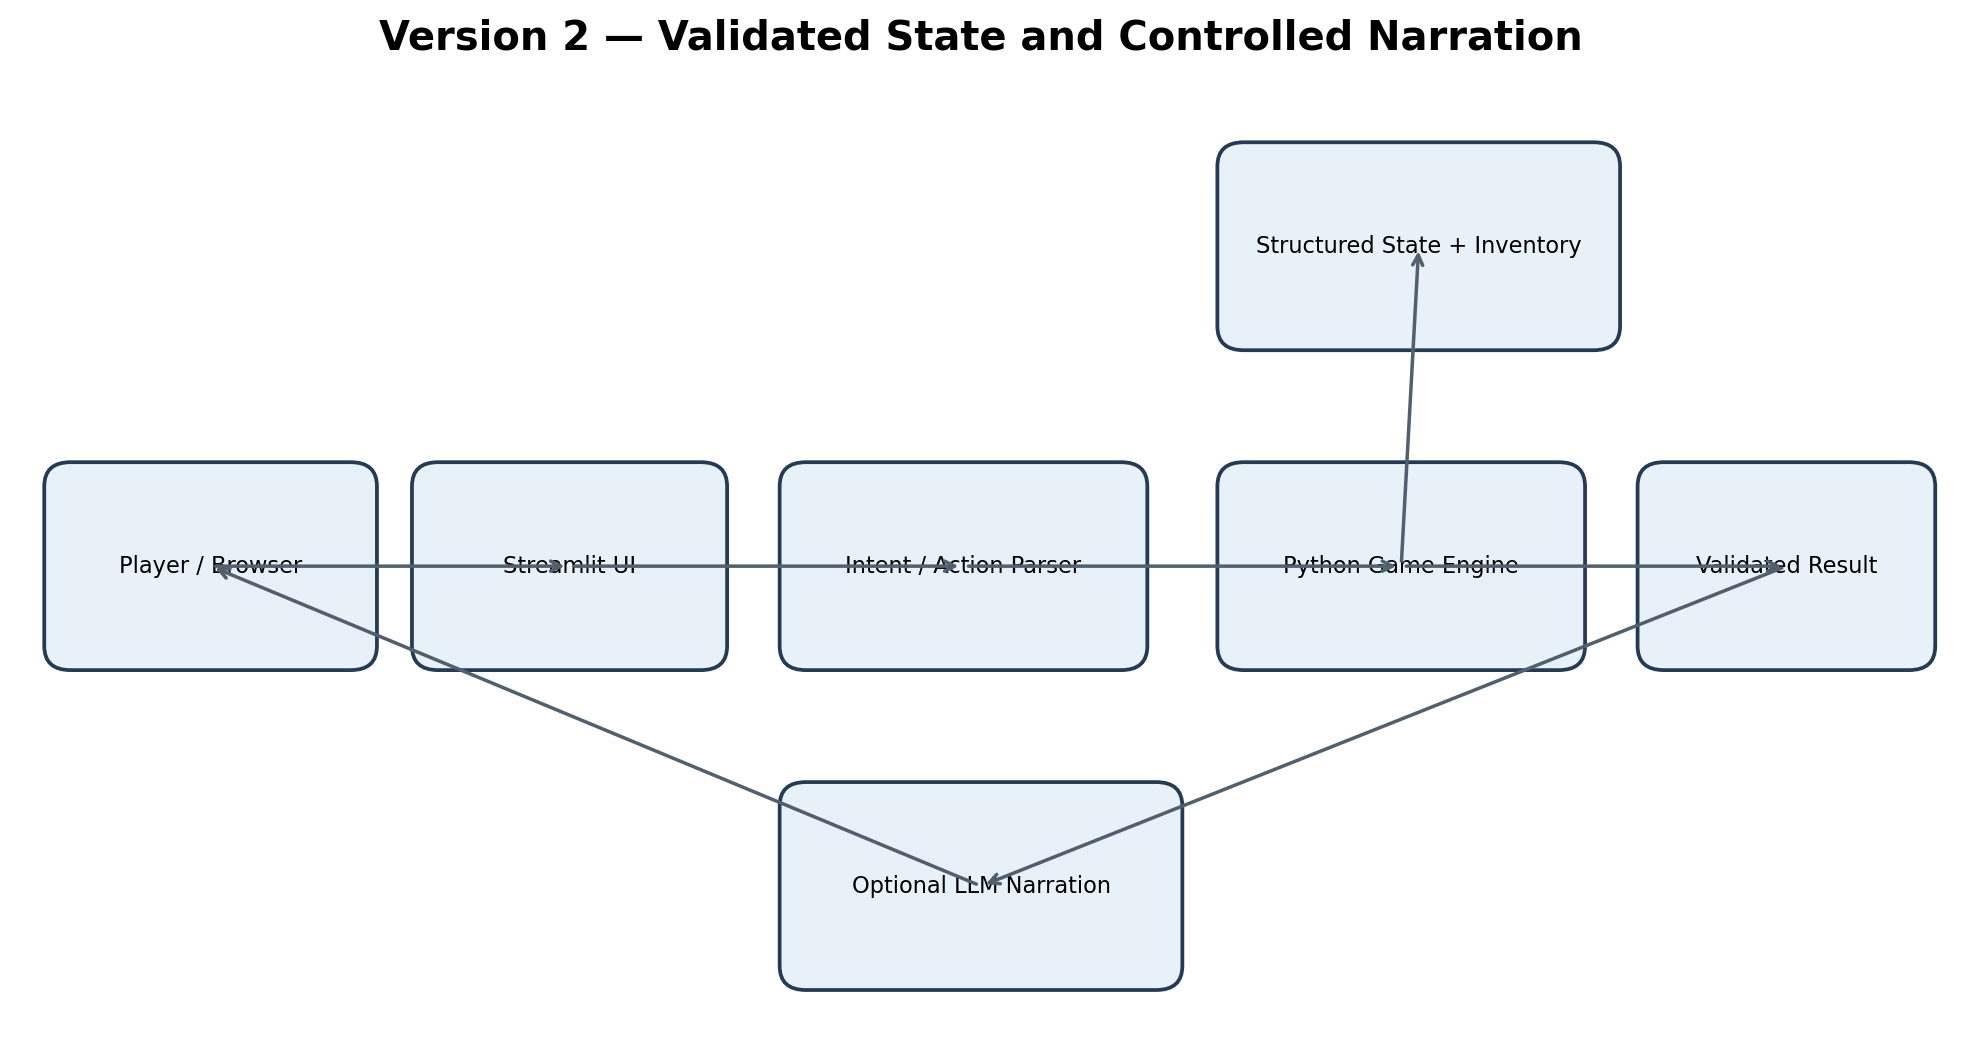 Version 2 — Validated State and Controlled Narration
Structured State + Inventory
Player / Browser
Streamlit UI
Intent / Action Parser
Python Game Engine
Validated Result
Optional LLM Narration